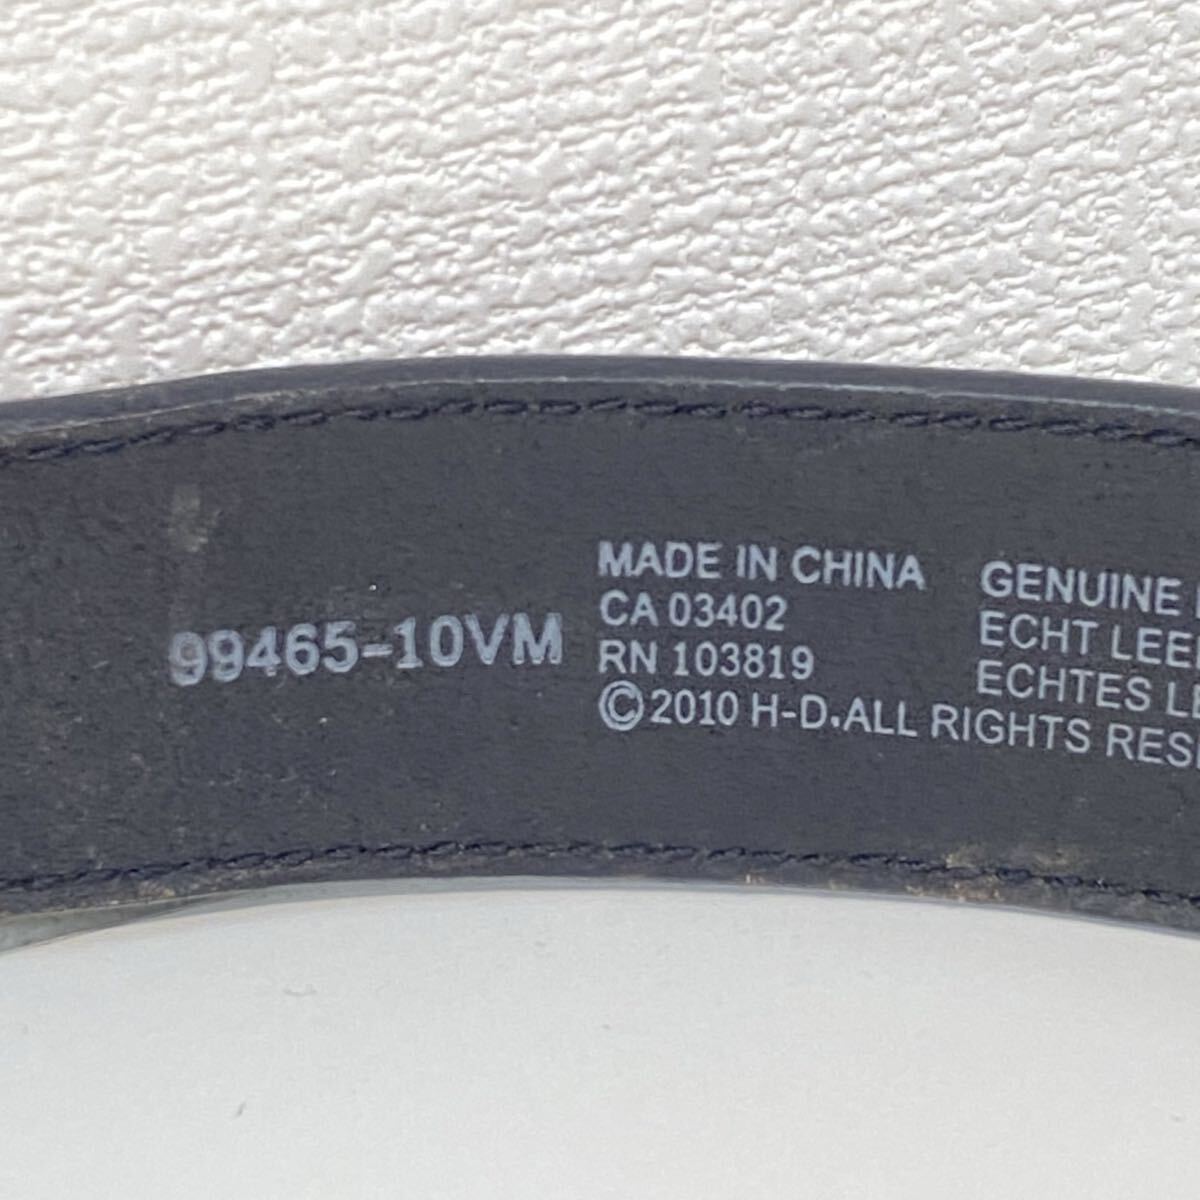 99465-10VM
MADE IN CHINA
CA 03402
RN 103819
©2010 H-D.ALL RIGHTS
GENUINE
ECHT
ECHTES